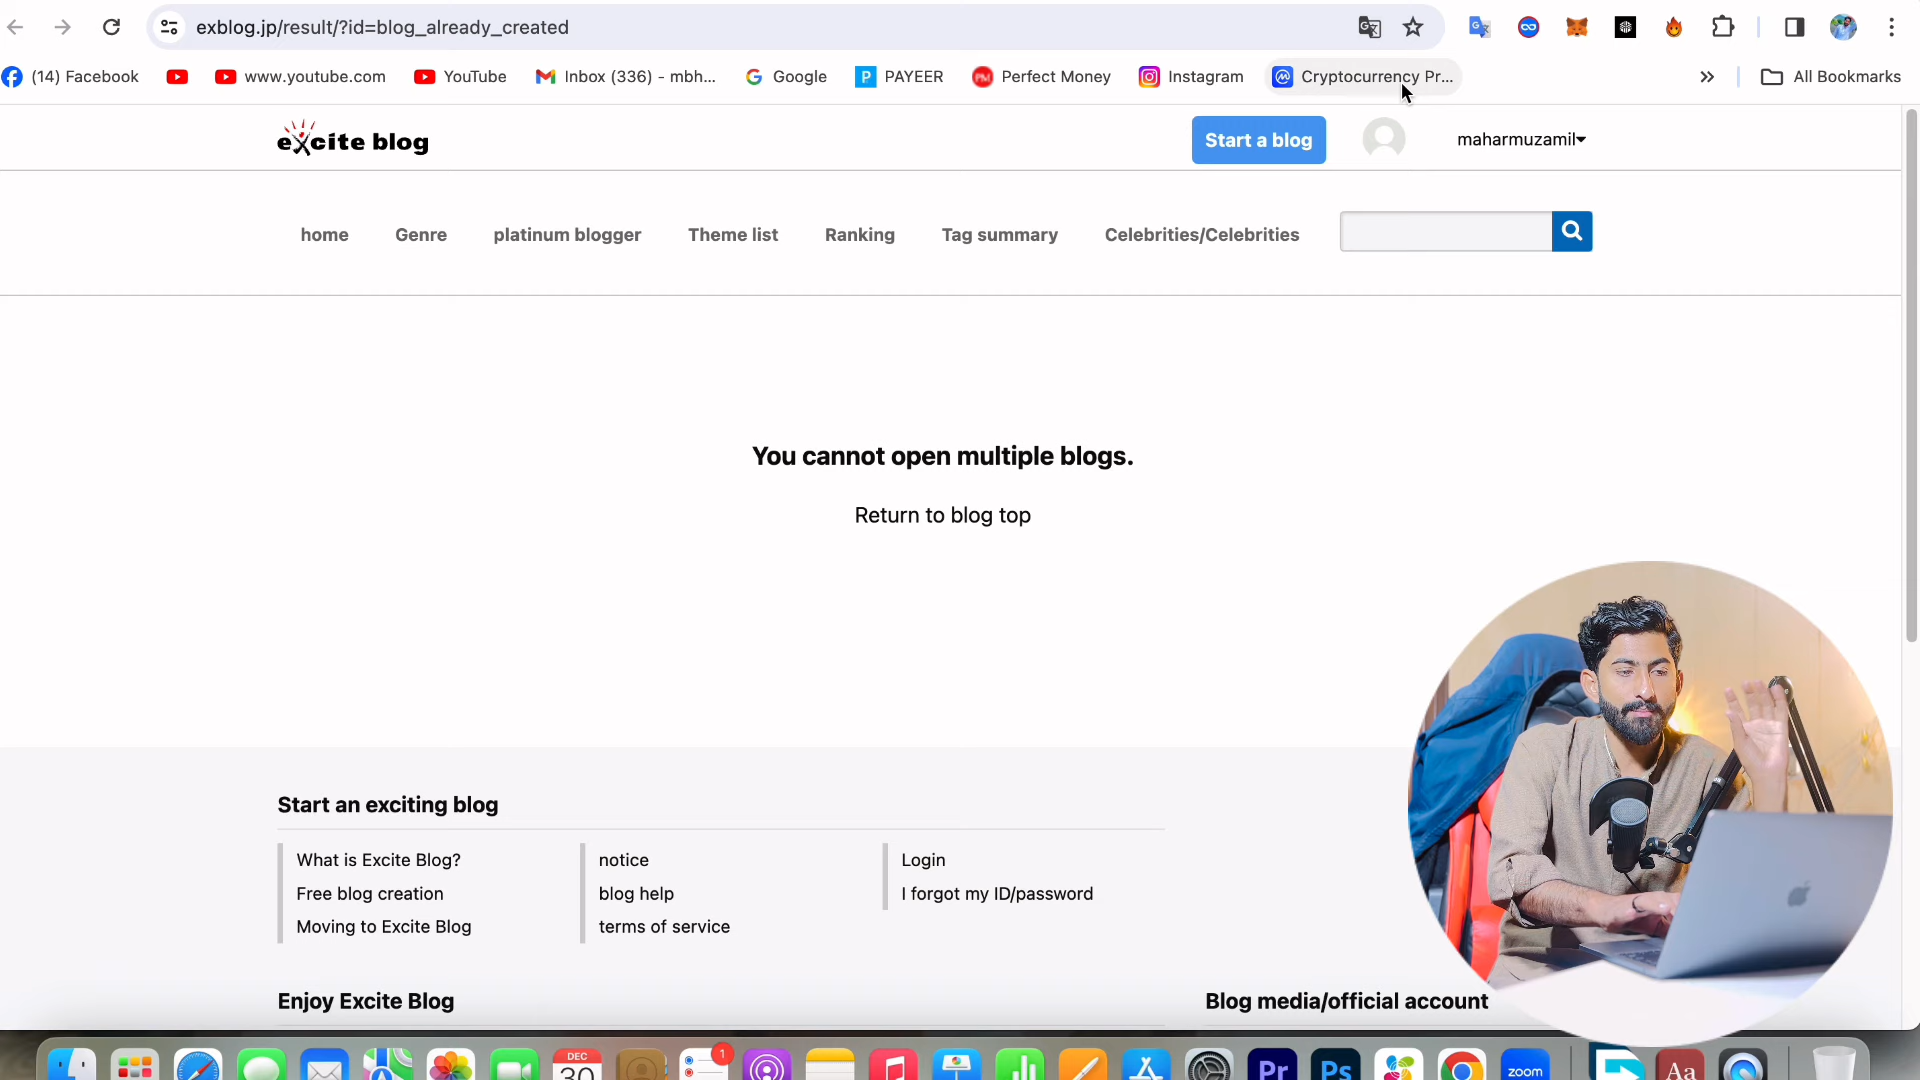 exblog.jp/result/?id=blog_already_created
(14) Facebook
www.youtube.com
YouTube
Inbox (336) - mbh...
Google
PAYEER
Perfect Money
Instagram
Cryptocurrency Pr...
All Bookmarks
excite blog
Start a blog
maharmuzamil
home
Genre
platinum blogger
Theme list
Ranking
Tag summary
Celebrities/Celebrities
You cannot open multiple blogs.
Return to blog top
Start an exciting blog
What is Excite Blog?
notice
Login
Free blog creation
blog help
I forgot my ID/password
Moving to Excite Blog
terms of service
Enjoy Excite Blog
Blog media/official account
DEC
30
1
Pr
Ps
zoom
Aa